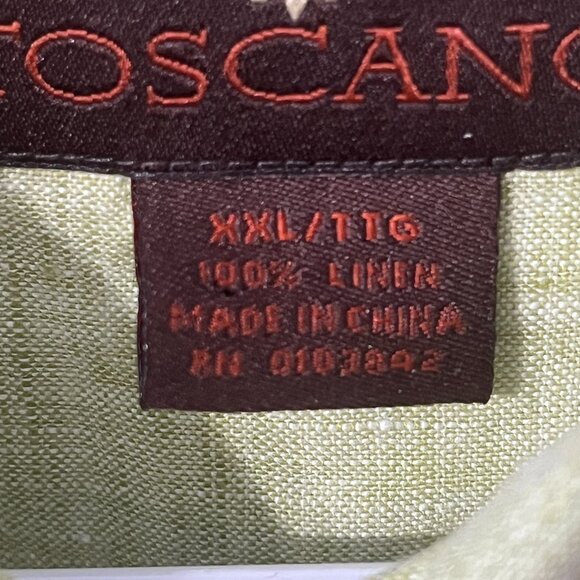 TOSCANO
XXL/TTG
100% LINEN
MADE IN CHINA
RN 0103842